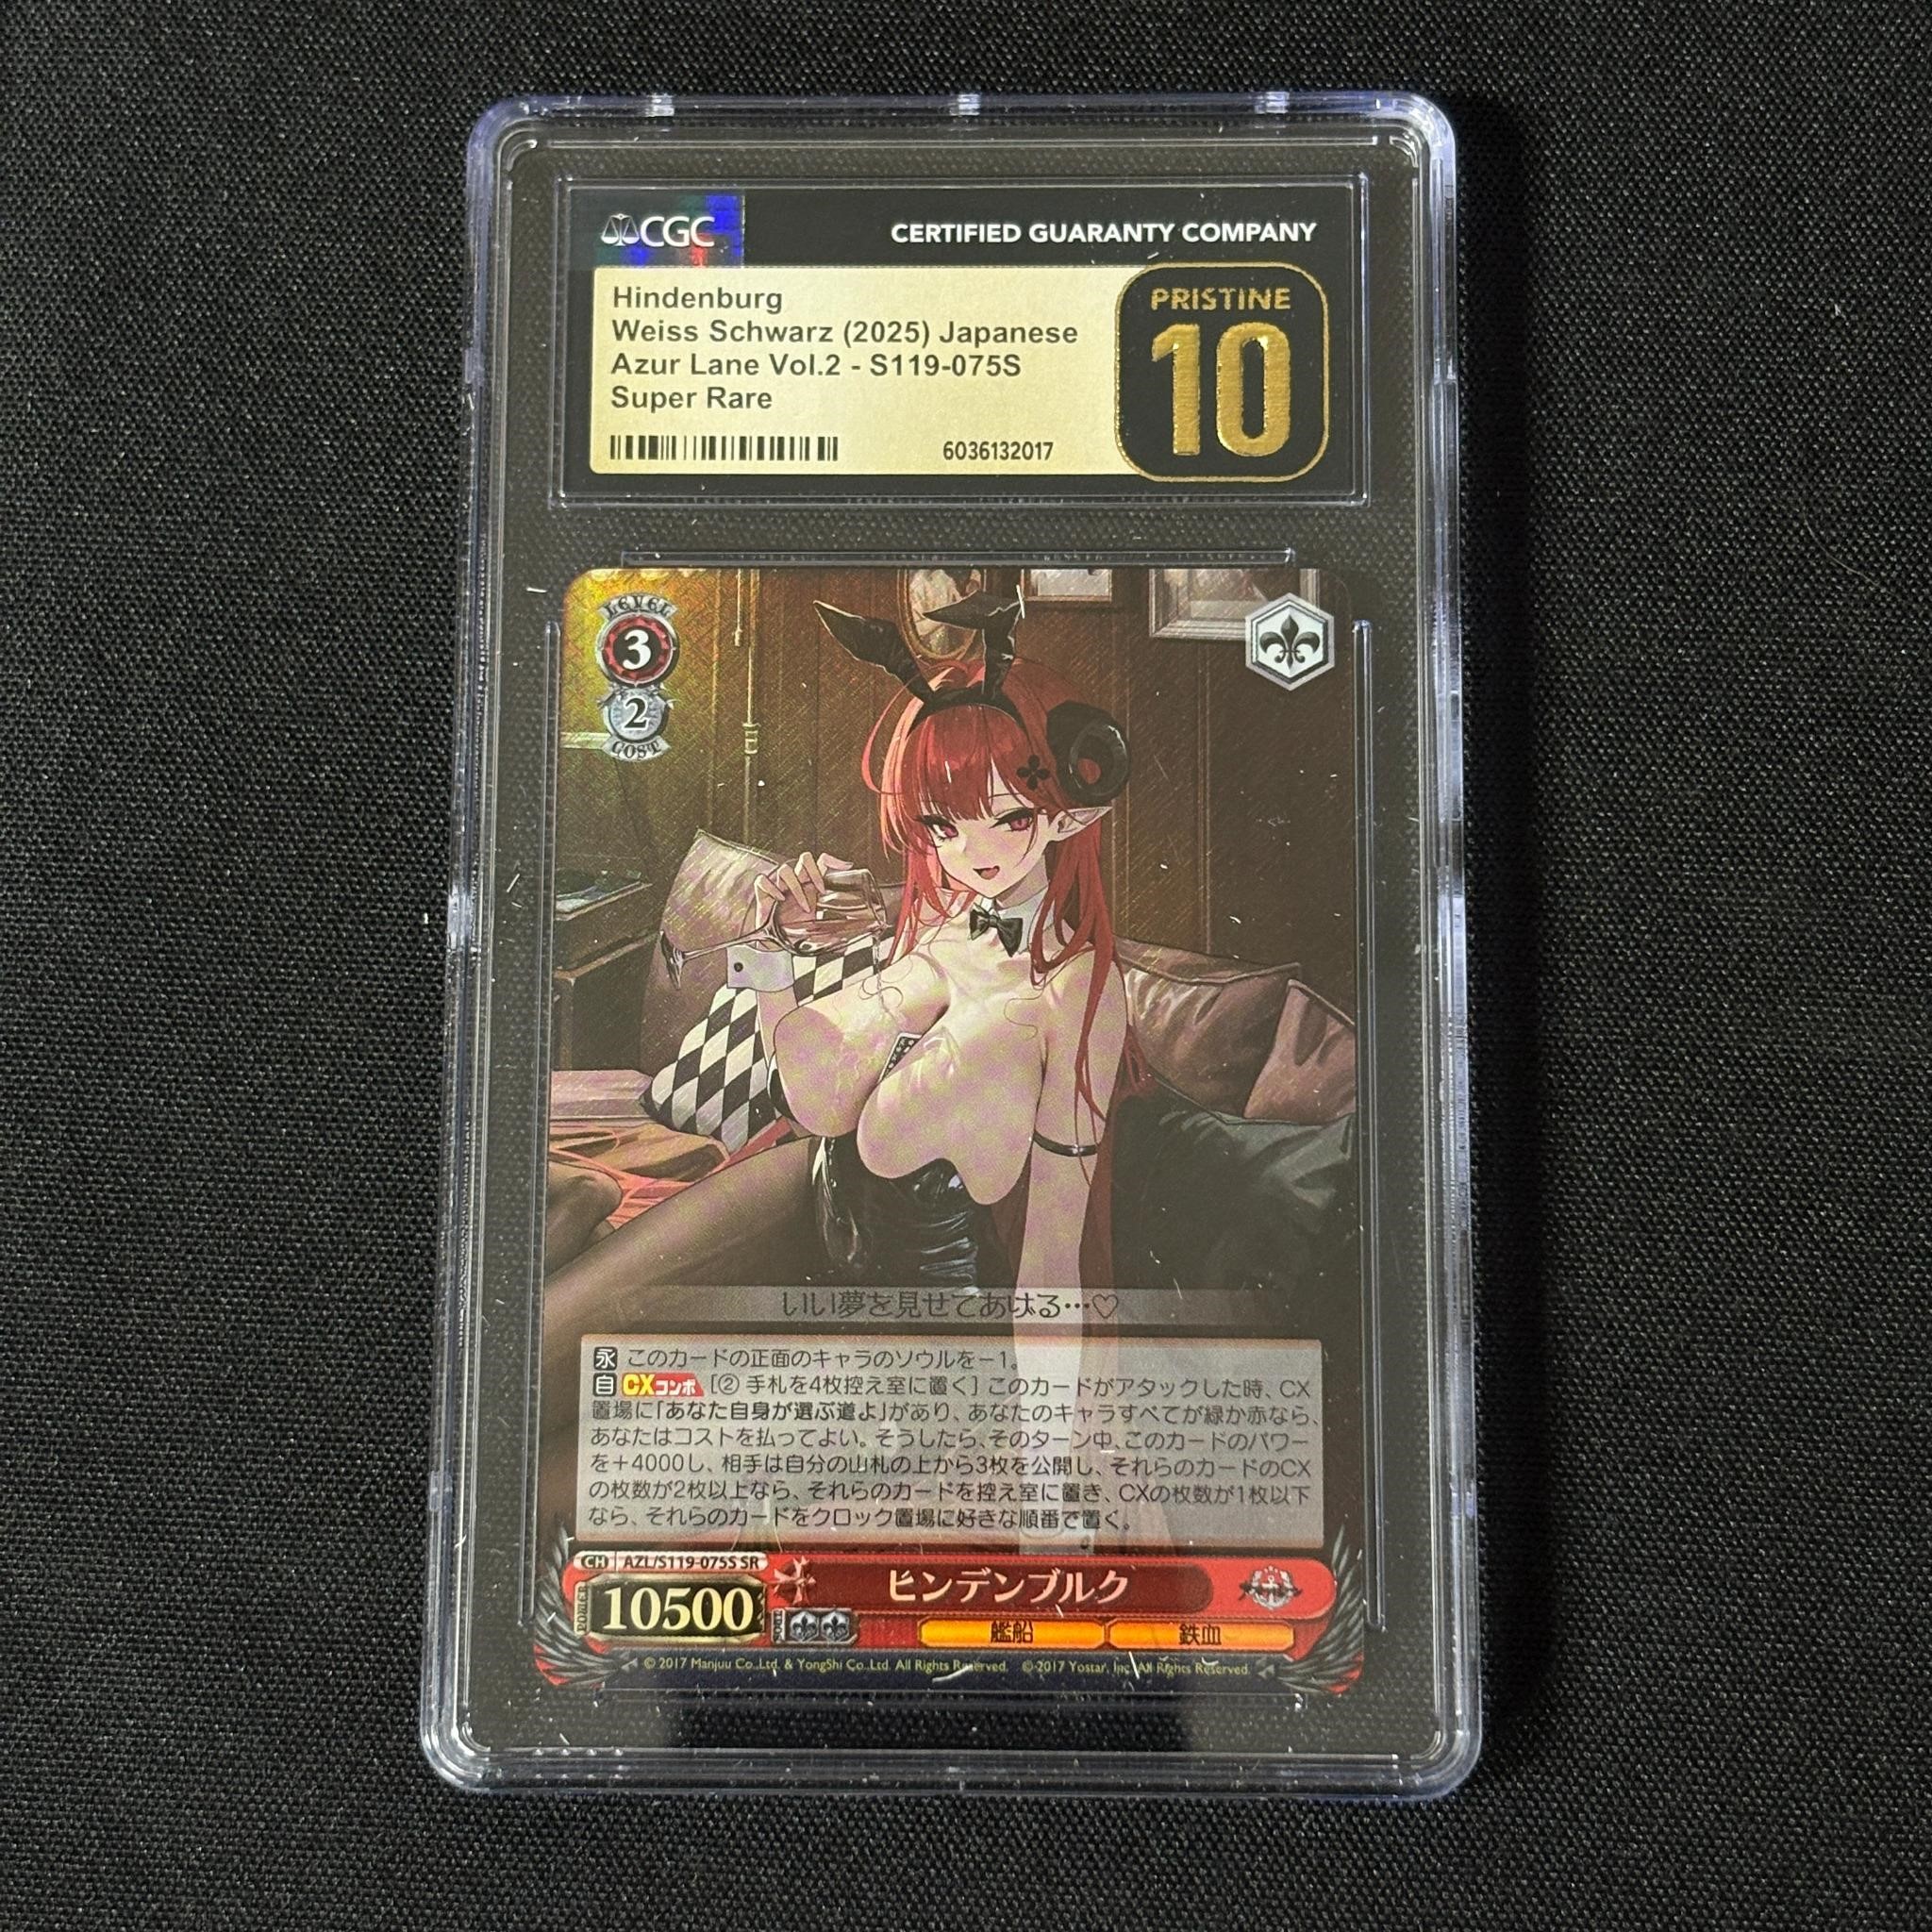 CGC
CERTIFIED GUARANTY COMPANY
Hindenburg
Weiss Schwarz (2025) Japanese
Azur Lane Vol.2 - S119-075S
Super Rare
6036132017
PRISTINE
10
LEVEL
3
2
COST
いい夢を見せてあげる…♡
永 このカードの正面のキャラのソウルを－1。
自 CXコンボ [② 手札を4枚控え室に置く] このカードがアタックした時、CX
置場に「あなた自身が選ぶ道よ」があり、あなたのキャラすべてが緑か赤なら、
あなたはコストを払ってよい。そうしたら、そのターン中、このカードのパワー
を＋4000し、相手は自分の山札の上から3枚を公開し、それらのカードのCX
の枚数が2枚以上なら、それらのカードを控え室に置き、CXの枚数が1枚以下
なら、それらのカードをクロック置場に好きな順番で置く。
CH AZL/S119-075S SR
POWER
10500
SOUL
ヒンデンブルク
艦船
鉄血
© 2017 Manjuu Co.,Ltd. & YongShi Co.,Ltd. All Rights Reserved. © 2017 Yostar, Inc. All Rights Reserved.